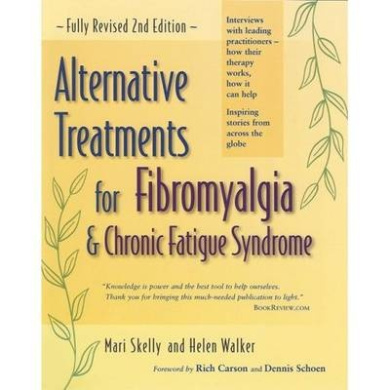 – Fully Revised 2nd Edition –
Interviews
with leading
practitioners–
how their
therapy
works,
how it
can help
Inspiring
stories from
across the
globe
Alternative
Treatments
for Fibromyalgia
& Chronic Fatigue Syndrome
"Knowledge is power and the best tool to help ourselves.
Thank you for bringing this much-needed publication to light."
BookReview.com
Mari Skelly and Helen Walker
Foreword by Rich Carson and Dennis Schoen